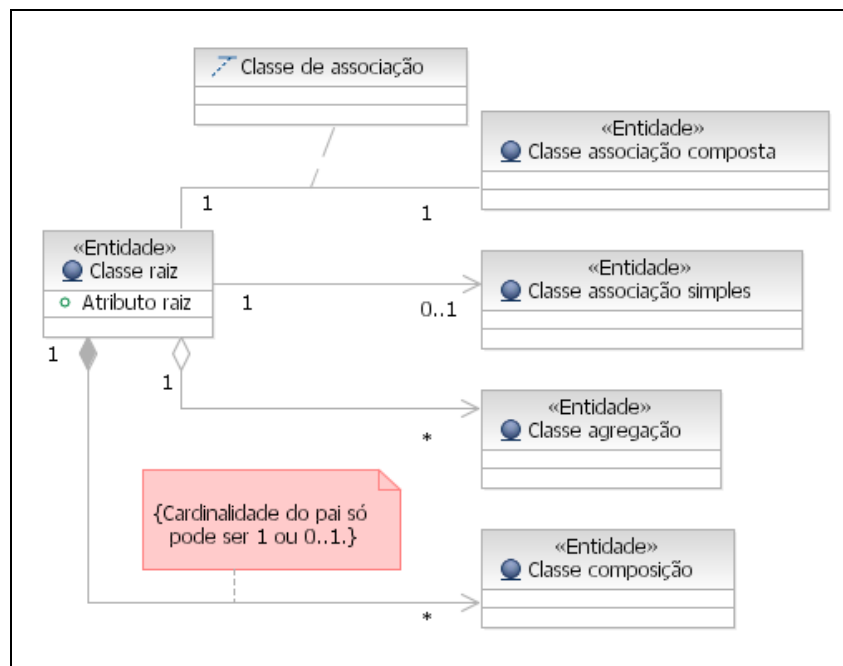 Classe de associação
«Entidade»
Classe associação composta
1
1
«Entidade»
Classe raiz
Atributo raiz
«Entidade»
Classe associação simples
1
0..1
1
1
«Entidade»
Classe agregação
*
{Cardinalidade do pai só
pode ser 1 ou 0..1.}
«Entidade»
Classe composição
*